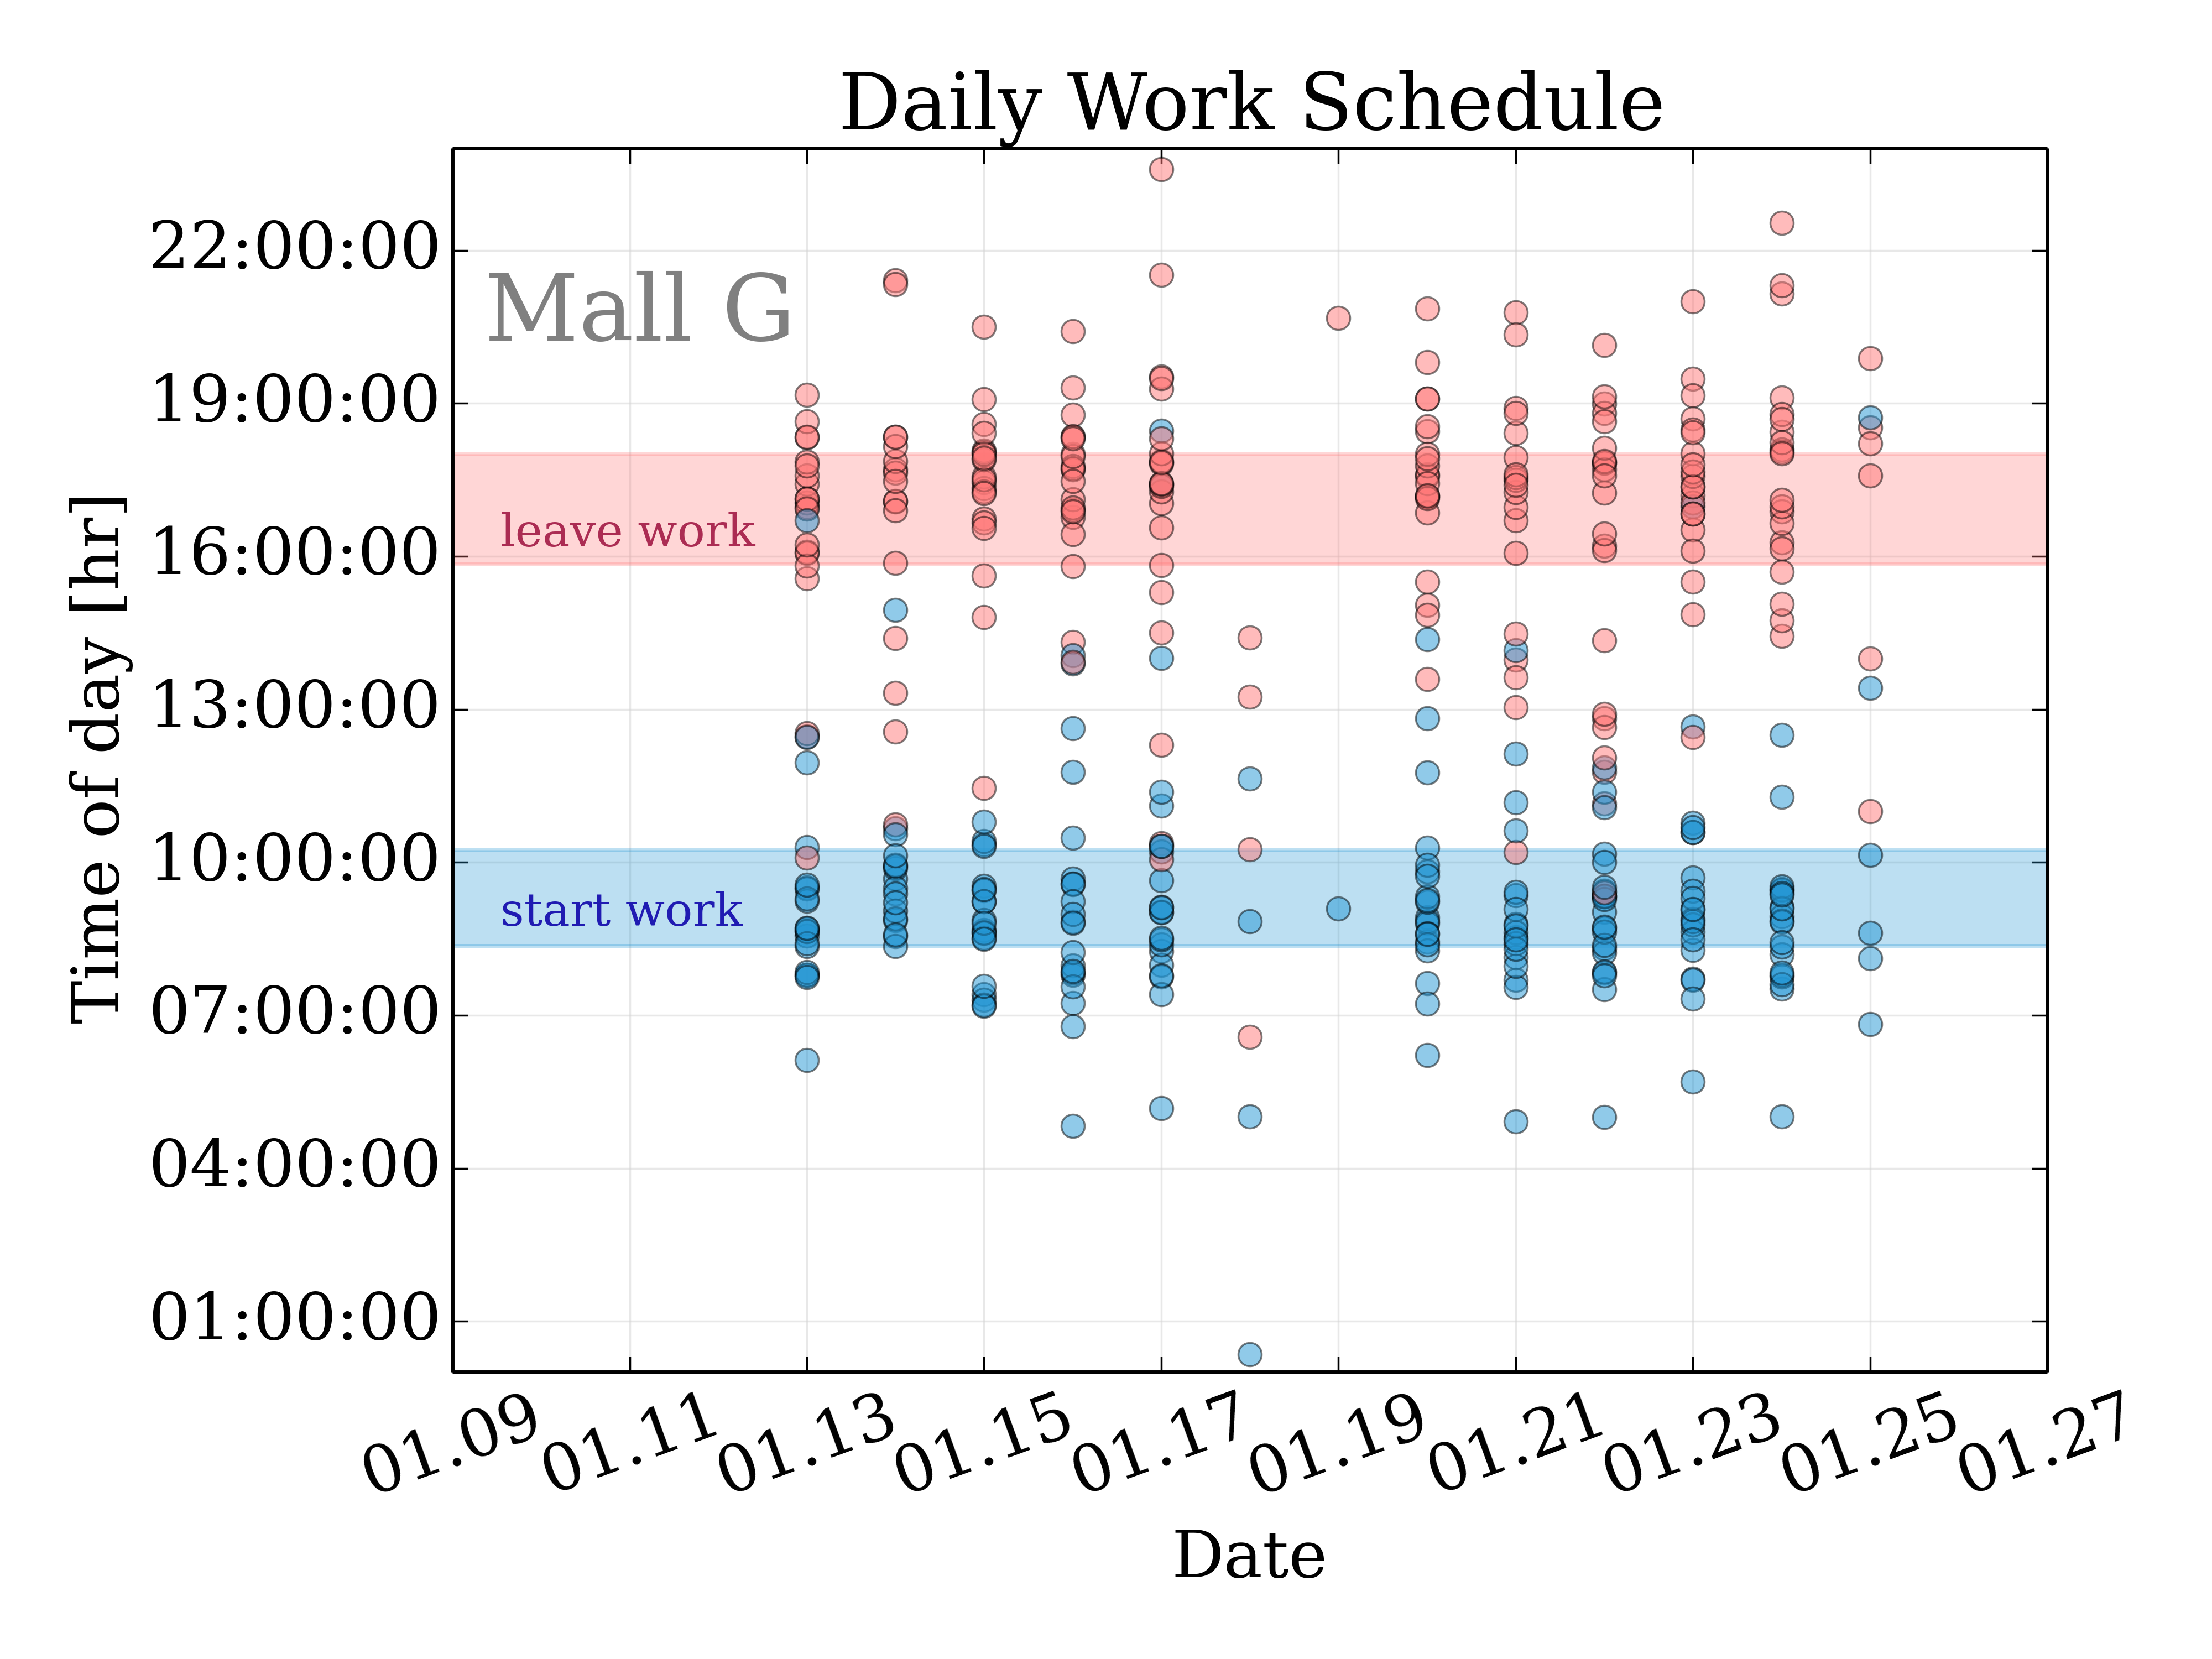 Daily Work Schedule
22:00:00
Mall G
19:00:00
leave work
16:00:00
13:00:00
10:00:00
start work
07:00:00
04:00:00
01:00:00
Time of day [hr]
01.09 01.11 01.13 01.15 01.17 01.19 01.21 01.23 01.25 01.27
Date